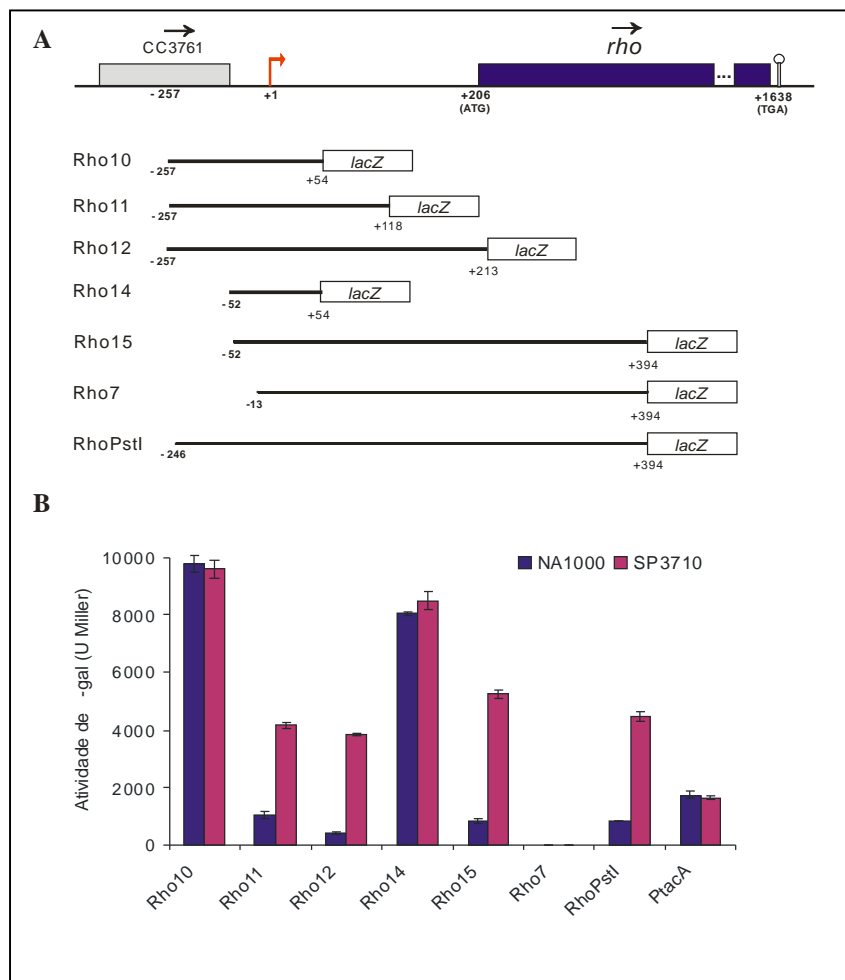 A
CC3761
rho
- 257
+1
+206
(ATG)
...
+1638
(TGA)
Rho10
lacZ
- 257
+54
Rho11
lacZ
- 257
+118
Rho12
lacZ
- 257
+213
Rho14
lacZ
- 52
+54
Rho15
lacZ
- 52
+394
Rho7
lacZ
-13
+394
RhoPstI
lacZ
- 246
+394
B
Atividade de -gal (U Miller)
NA1000 SP3710
10000
8000
6000
4000
2000
0
Rho10 Rho11 Rho12 Rho14 Rho15 Rho7 RhoPstI PtacA